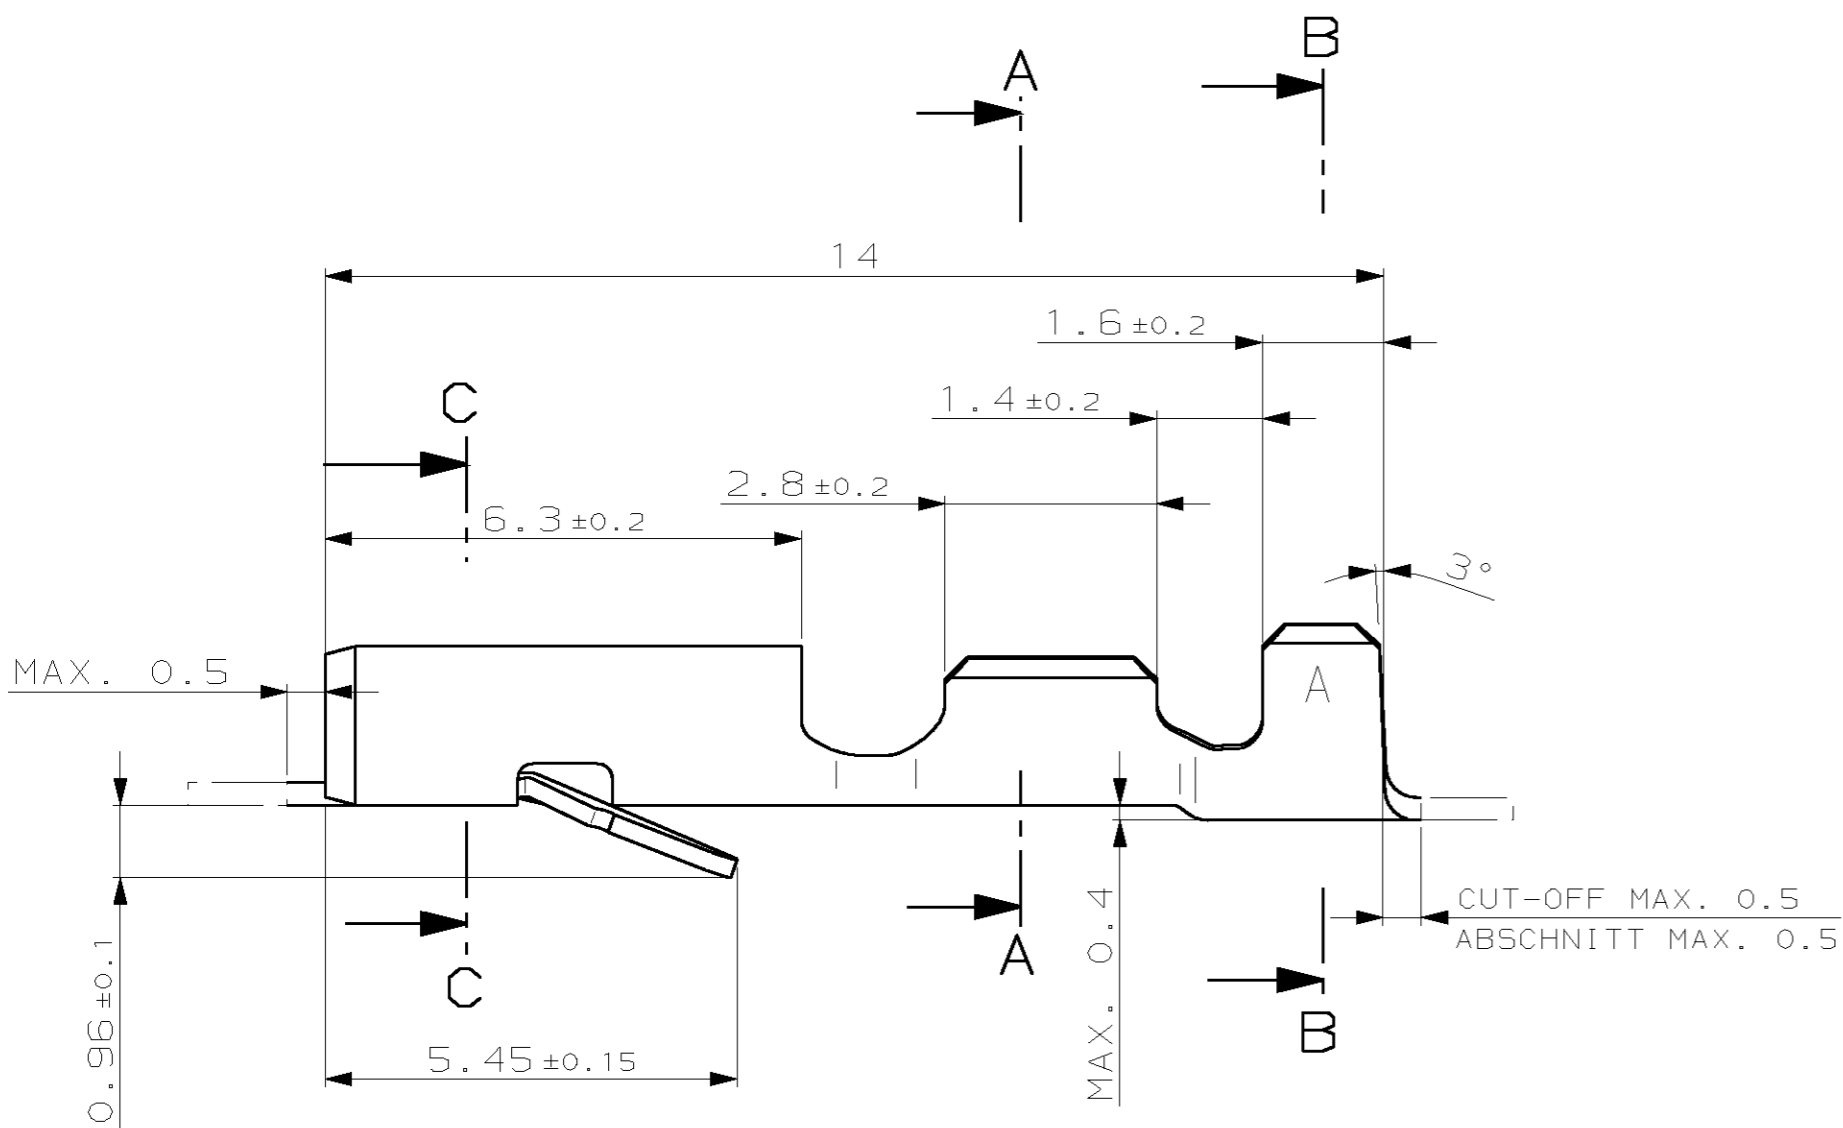 B
A
14
1.6±0.2
C
1.4±0.2
2.8±0.2
6.3±0.2
3°
MAX. 0.5
A
CUT-OFF MAX. 0.5
ABSCHNITT MAX. 0.5
MAX. 0.4
0.96±0.1
A
C
B
5.45±0.15